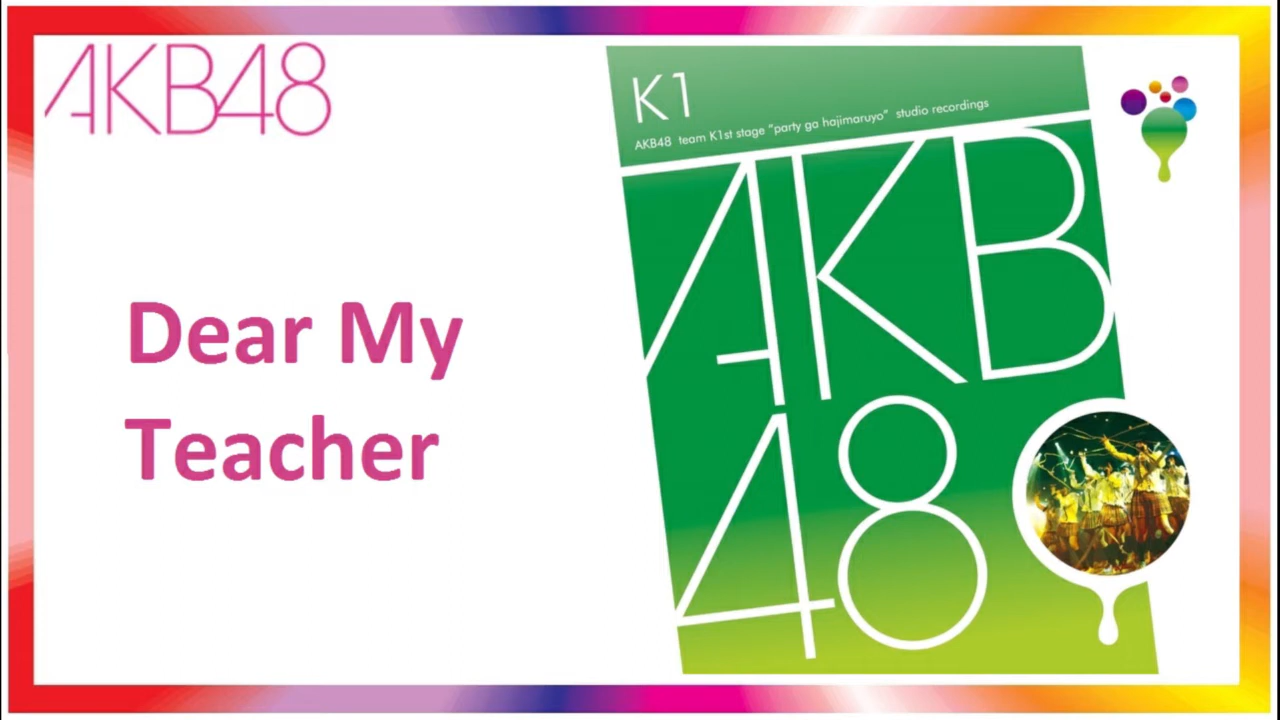 AKB48
Dear My
Teacher
K1
AKB48 team K1st stage "party ga hajimaruyo" studio recordings
AKB
48